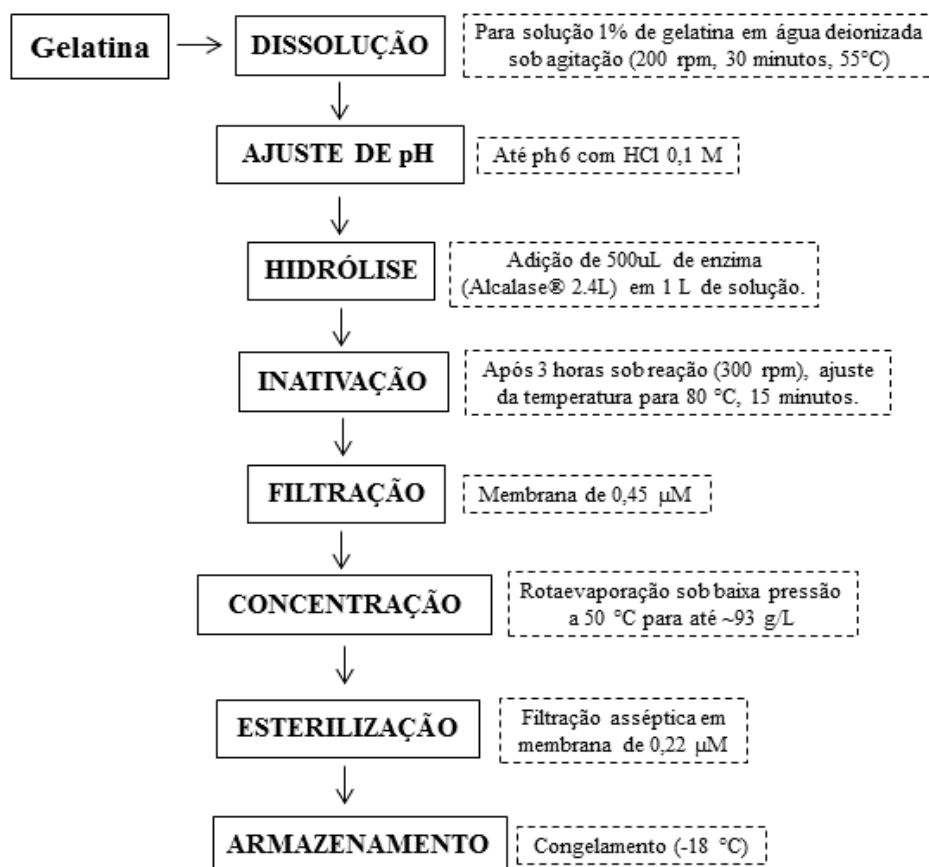 Gelatina
DISSOLUÇÃO
Para solução 1% de gelatina em água deionizada
sob agitação (200 rpm, 30 minutos, 55°C)
AJUSTE DE pH
Até ph 6 com HCl 0,1 M
HIDRÓLISE
Adição de 500uL de enzima
(Alcalase® 2.4L) em 1 L de solução.
INATIVAÇÃO
Após 3 horas sob reação (300 rpm), ajuste
da temperatura para 80 °C, 15 minutos.
FILTRAÇÃO
Membrana de 0,45 µM
CONCENTRAÇÃO
Rotaevaporação sob baixa pressão
a 50 °C para até ~93 g/L
ESTERILIZAÇÃO
Filtração asséptica em
membrana de 0,22 µM
ARMAZENAMENTO
Congelamento (-18 °C)